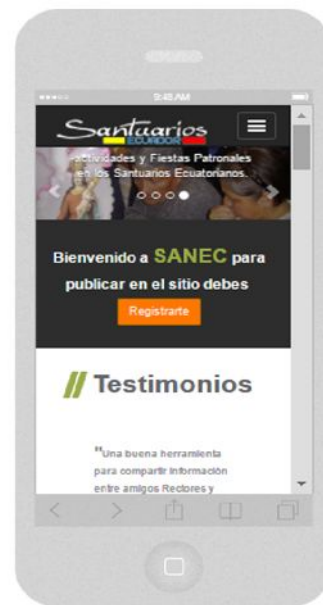 9:45 AM
Santuarios
ECUADOR
actividades y Fiestas Patronales
en los Santuarios Ecuatorianos.
Bienvenido a SANEC para
publicar en el sitio debes
Registrarte
// Testimonios
"Una buena herramienta
para compartir información
entre amigos Rectores y